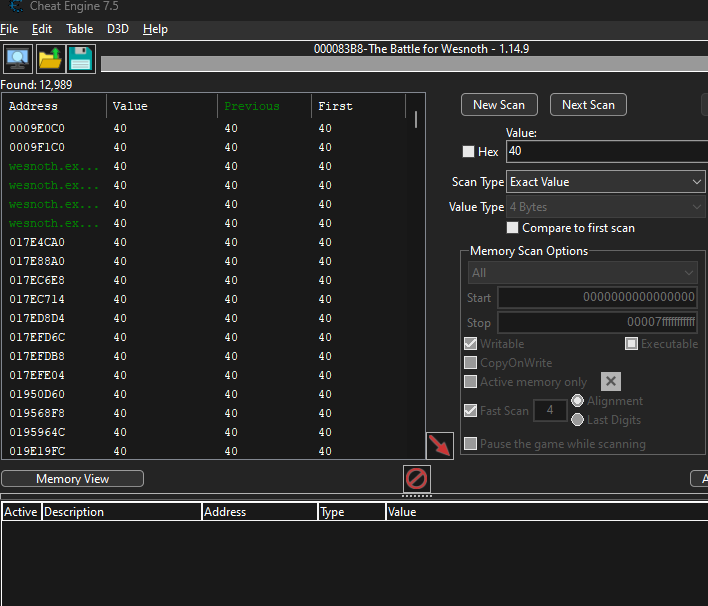 Cheat Engine 7.5
File Edit Table D3D Help
000083B8-The Battle for Wesnoth - 1.14.9
Found: 12,989
Address Value Previous First
0009E0C0 40 40 40
0009F1C0 40 40 40
wesnoth.ex... 40 40 40
wesnoth.ex... 40 40 40
wesnoth.ex... 40 40 40
wesnoth.ex... 40 40 40
017E4CA0 40 40 40
017E88A0 40 40 40
017EC6E8 40 40 40
017EC714 40 40 40
017ED8D4 40 40 40
017EFD6C 40 40 40
017EFDB8 40 40 40
017EFE04 40 40 40
01950D60 40 40 40
019568F8 40 40 40
0195964C 40 40 40
019E19FC 40 40 40
New Scan Next Scan
Value:
Hex 40
Scan Type Exact Value
Value Type 4 Bytes
Compare to first scan
Memory Scan Options
All
Start 0000000000000000
Stop 00007fffffffffff
Writable Executable
CopyOnWrite
Active memory only
Fast Scan 4 Alignment
Last Digits
Pause the game while scanning
Memory View
A
Active Description Address Type Value